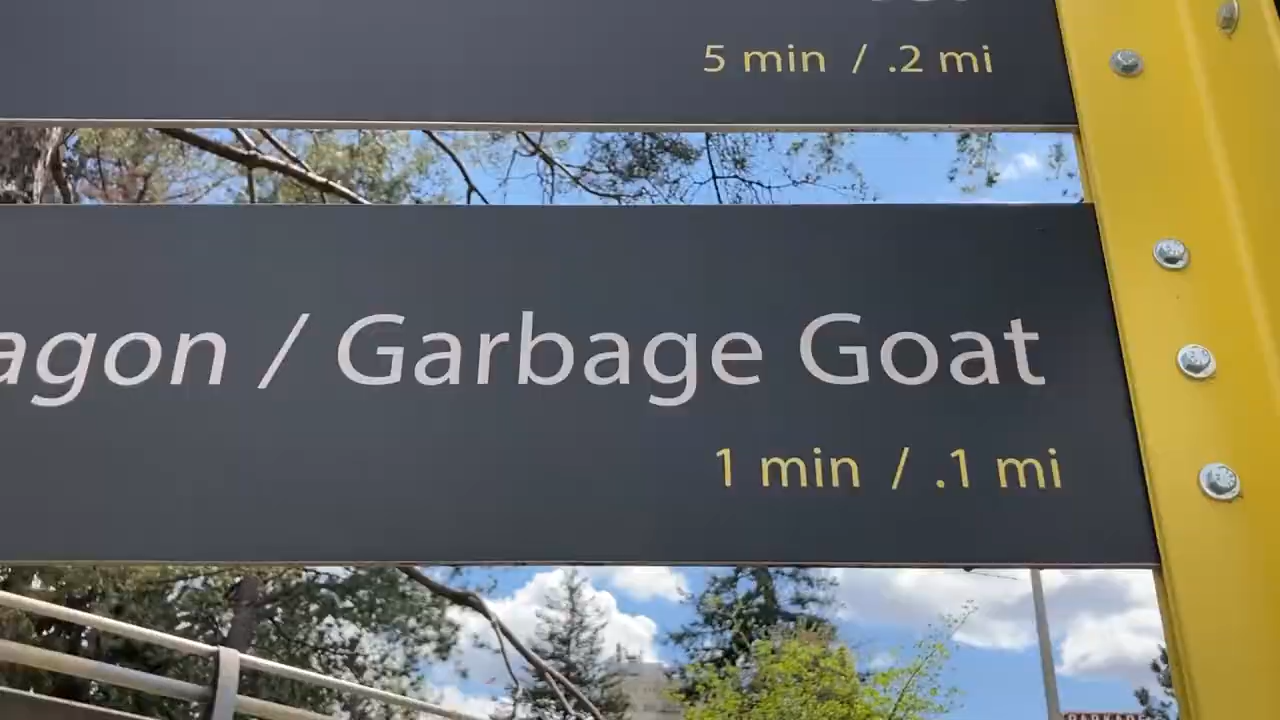 5 min / .2 mi
agon / Garbage Goat
1 min / .1 mi